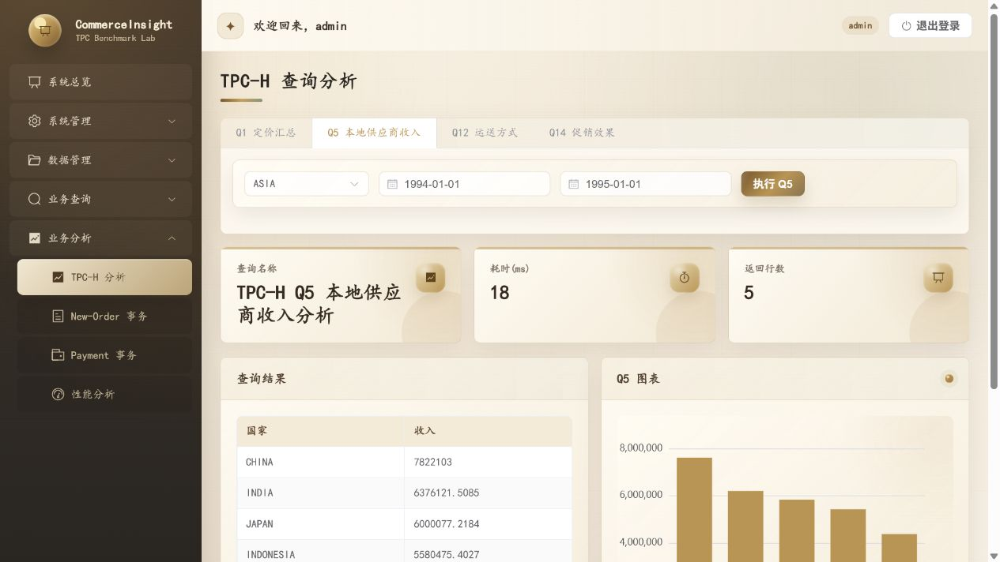 CommerceInsight
TPC Benchmark Lab
系统总览
系统管理
数据管理
业务查询
业务分析
TPC-H 分析
New-Order 事务
Payment 事务
性能分析
欢迎回来，admin
admin
退出登录
TPC-H 查询分析
Q1 定价汇总
Q5 本地供应商收入
Q12 运送方式
Q14 促销效果
ASIA
1994-01-01
1995-01-01
执行 Q5
查询名称
TPC-H Q5 本地供应
商收入分析
耗时(ms)
18
返回行数
5
查询结果
国家 收入
CHINA 7822103
INDIA 6376121.5085
JAPAN 6000077.2184
INDONESIA 5580475.4027
Q5 图表
8,000,000
6,000,000
4,000,000